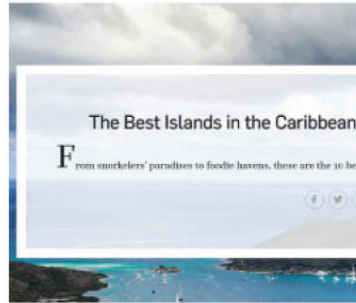 The Best Islands in the Caribbean
From snorkelers' paradises to foodie havens, these are the 10 be